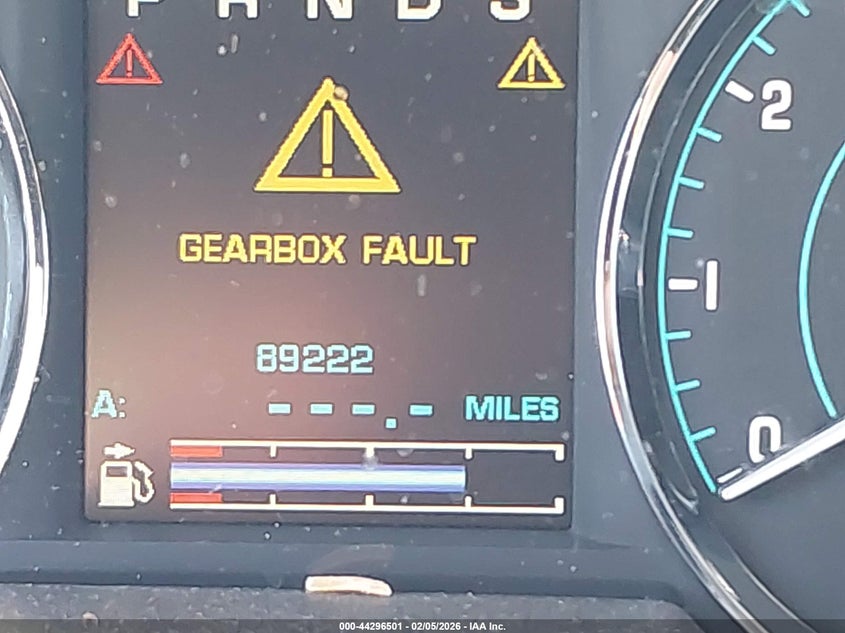 P R N D S
GEARBOX FAULT
89222
A: ---.- MILES
2
1
0
000-44296501 - 02/05/2026 - IAA Inc.